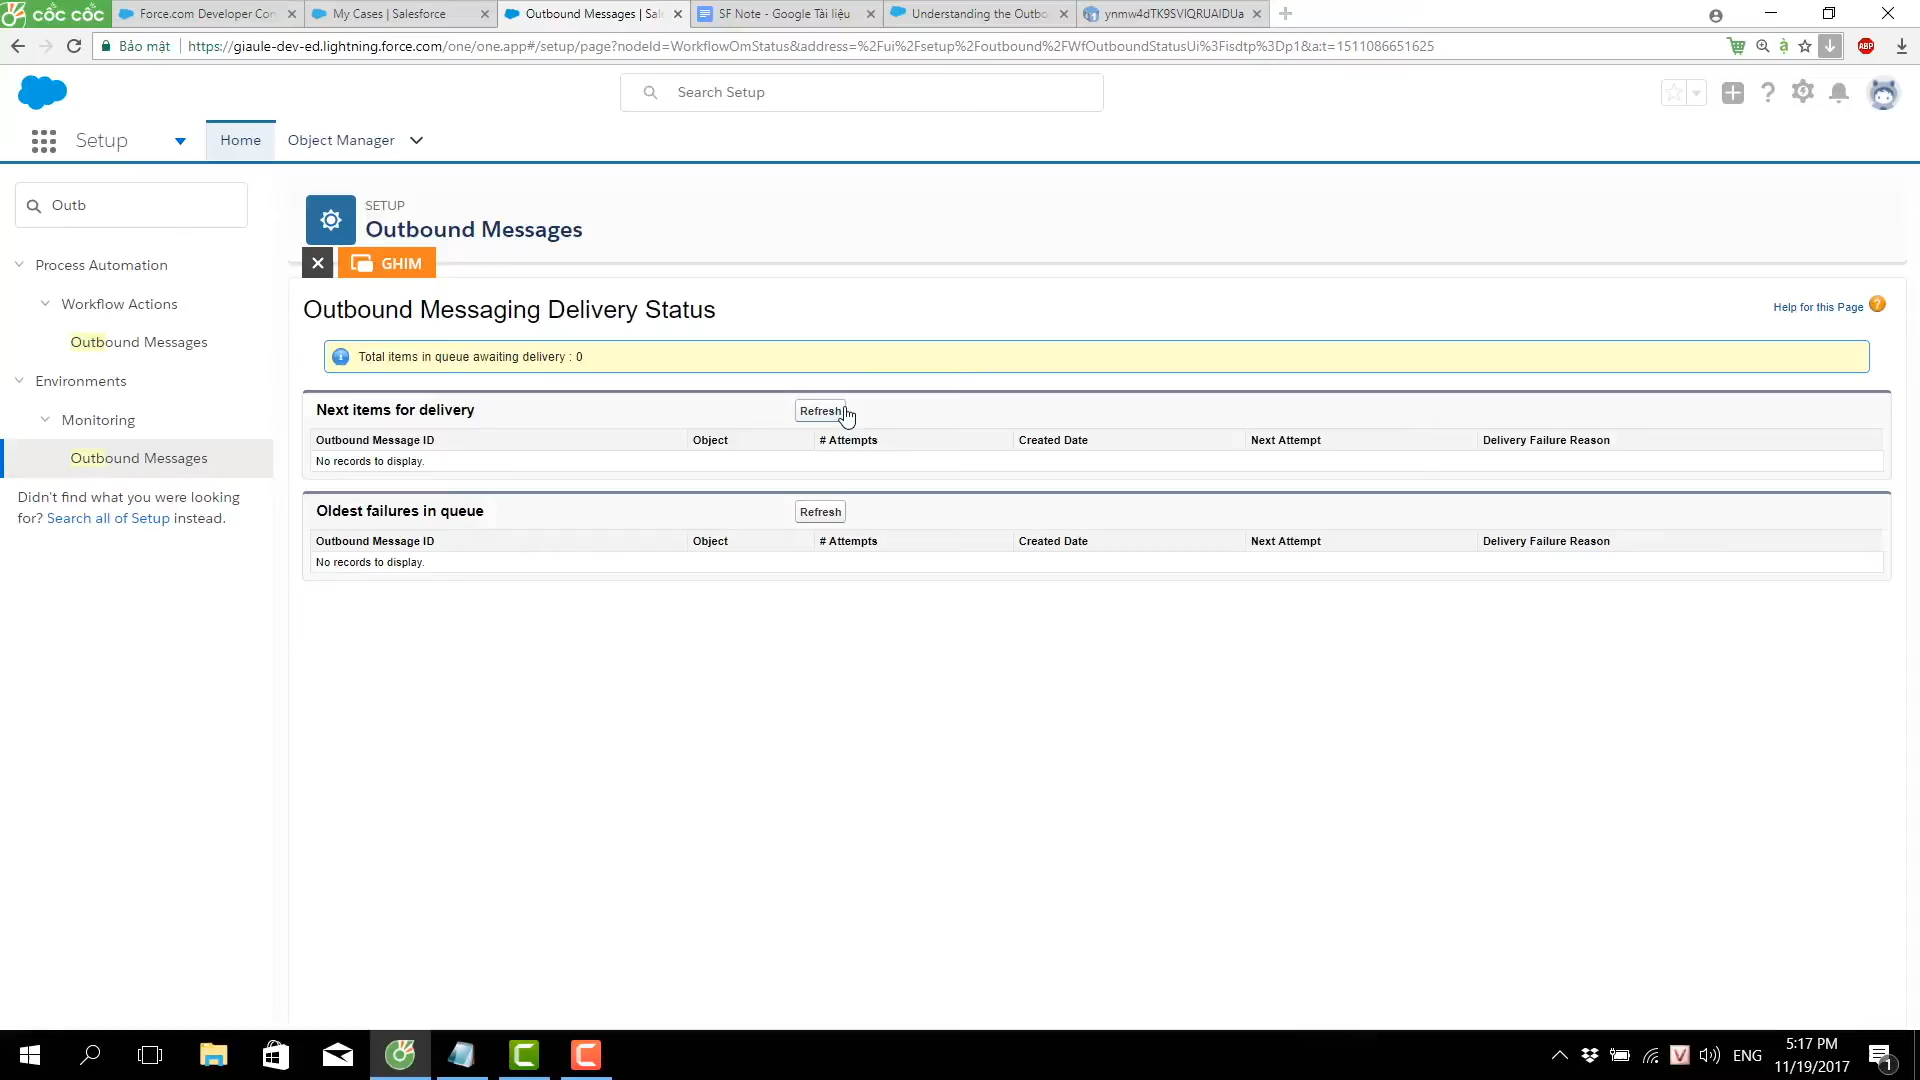 cốc cốc
Force.com Developer Con
My Cases | Salesforce
Outbound Messages | Sal
SF Note - Google Tài liệu
Understanding the Outbo
ynmw4dTK9SVIQRUAIDUa
Bảo mật
https://giaule-dev-ed.lightning.force.com/one/one.app#/setup/page?nodeId=WorkflowOmStatus&address=%2Fui%2Fsetup%2Foutbound%2FWfOutboundStatusUi%3Fisdtp%3Dp1&a:t=1511086651625
ABP
Search Setup
Setup
Home
Object Manager
Outb
Process Automation
Workflow Actions
Outbound Messages
Environments
Monitoring
Outbound Messages
Didn't find what you were looking
for? Search all of Setup instead.
SETUP
Outbound Messages
GHIM
Outbound Messaging Delivery Status
Help for this Page
Total items in queue awaiting delivery : 0
Next items for delivery
Refresh
Outbound Message ID Object # Attempts Created Date Next Attempt Delivery Failure Reason
No records to display.
Oldest failures in queue
Refresh
Outbound Message ID Object # Attempts Created Date Next Attempt Delivery Failure Reason
No records to display.
ENG
5:17 PM
11/19/2017
1